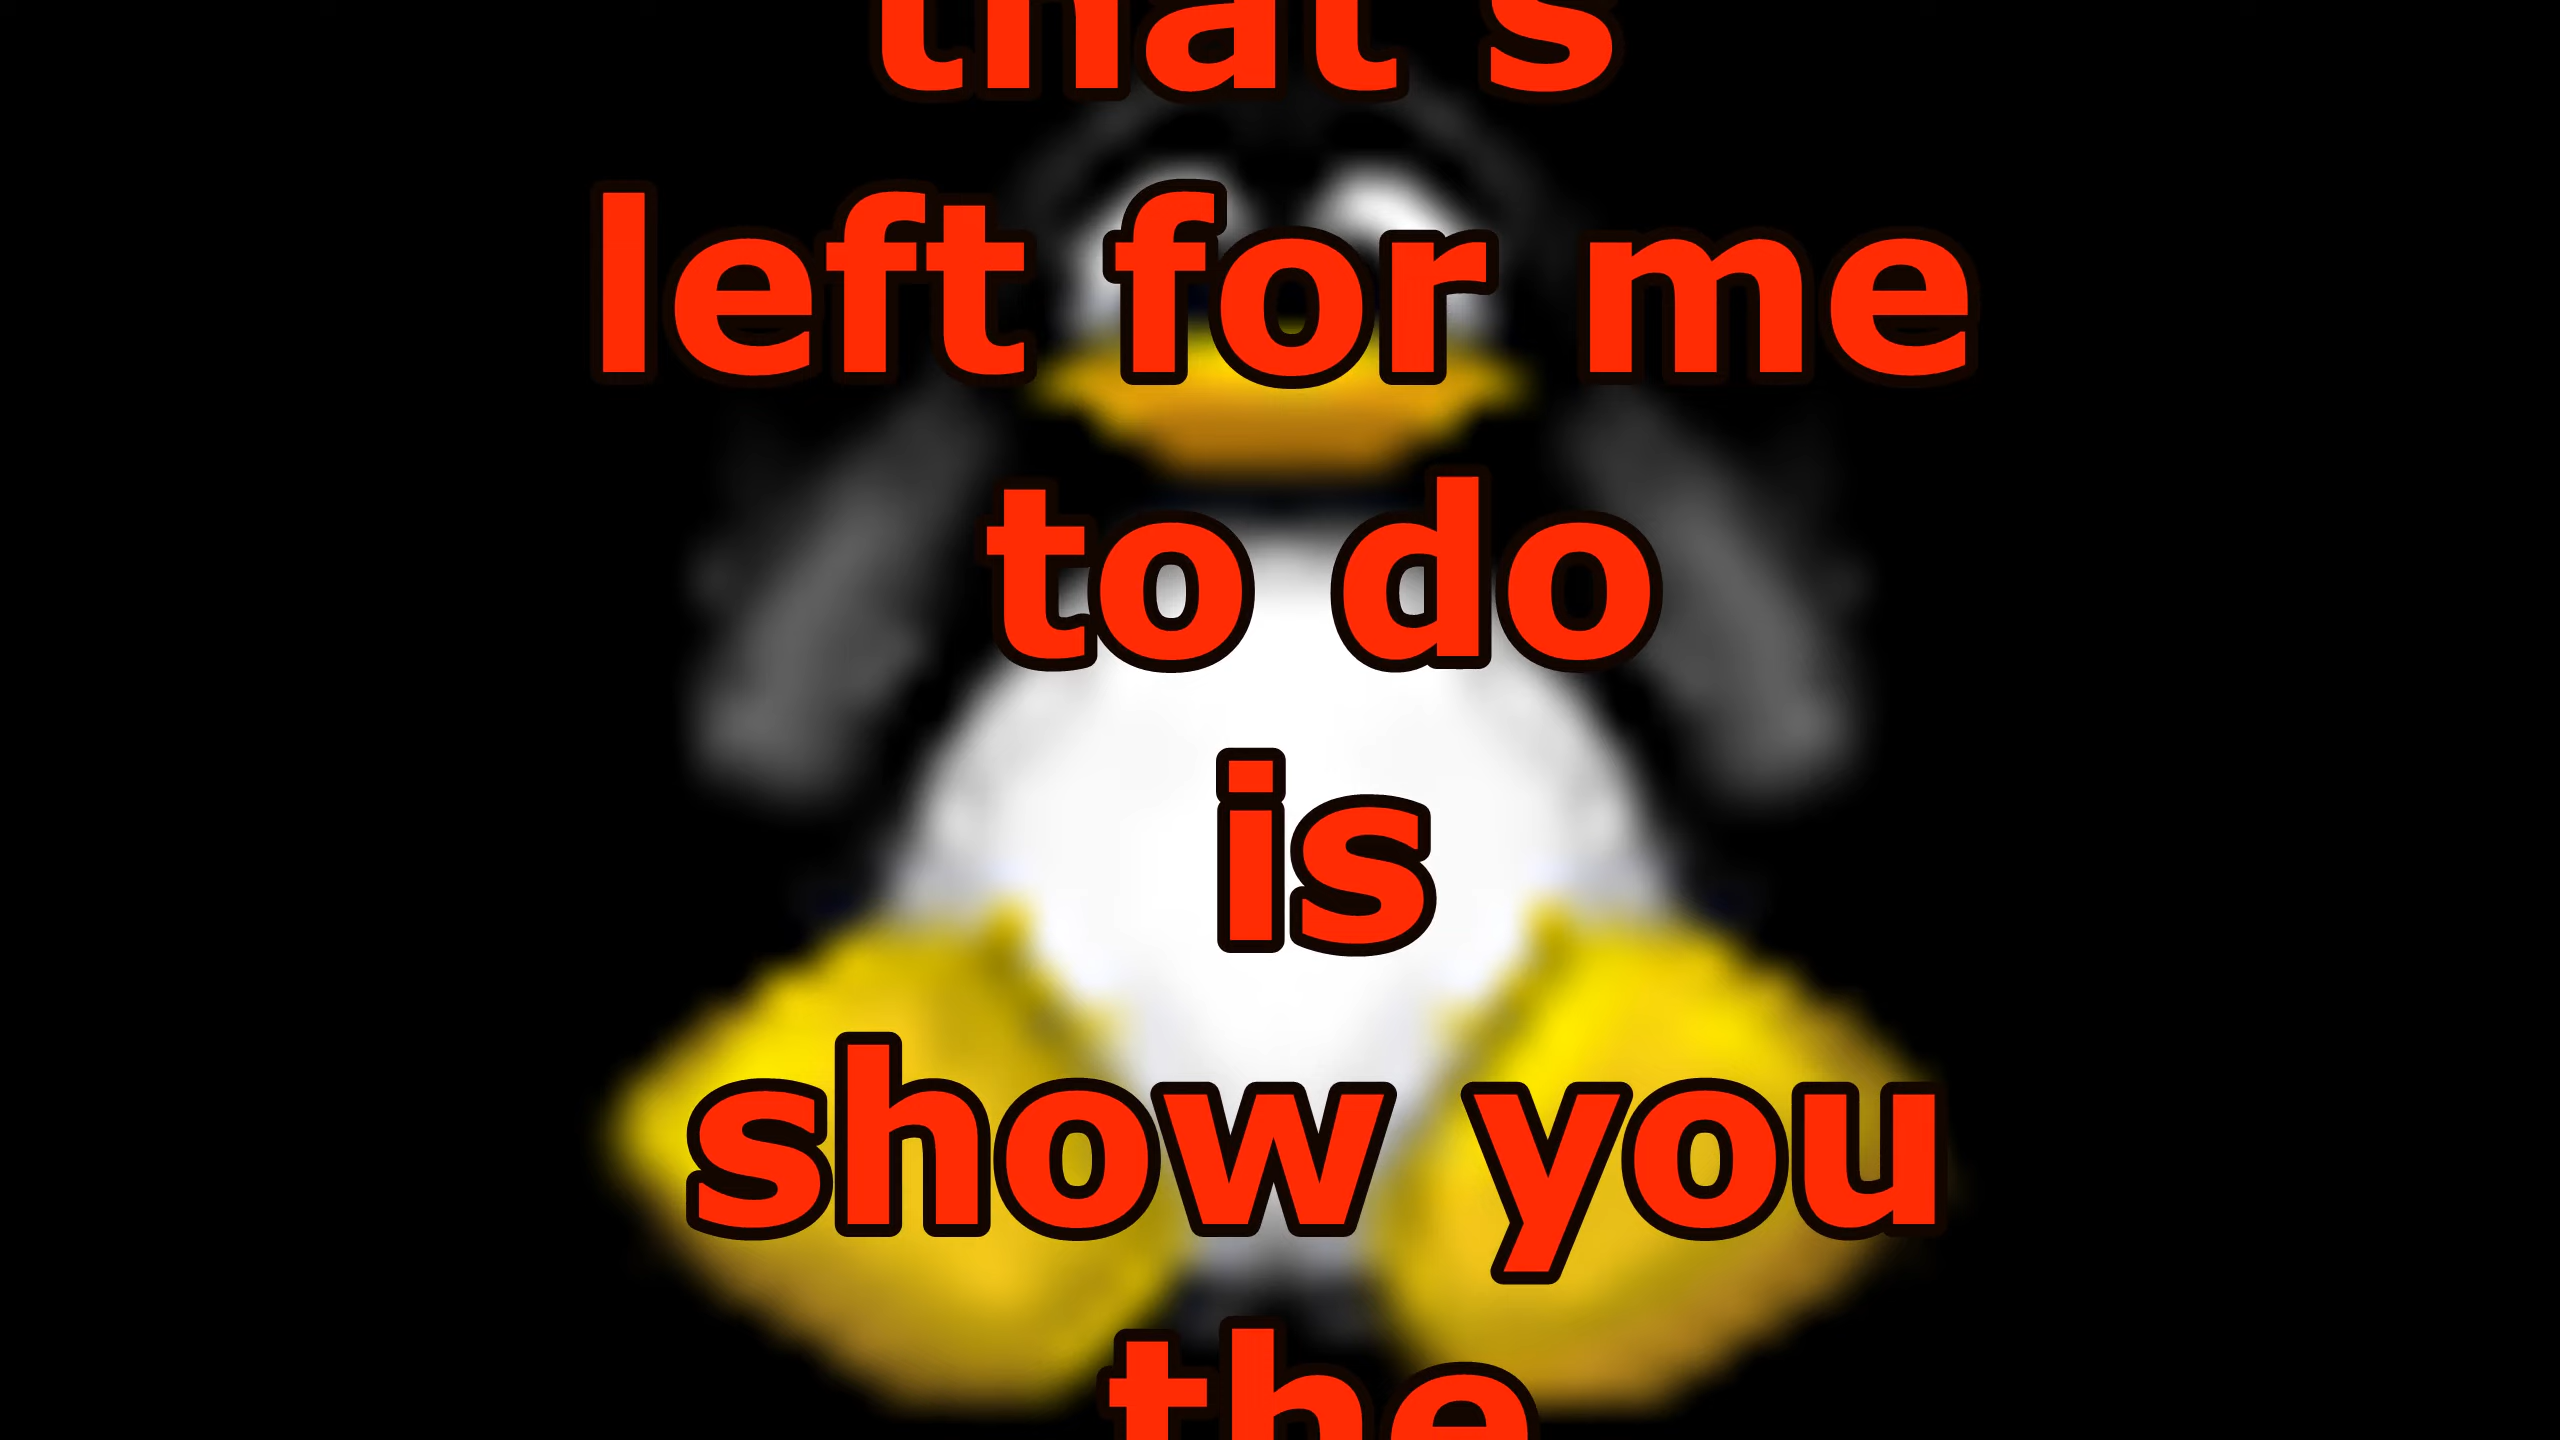 that's
left for me
to do
is
show you
the